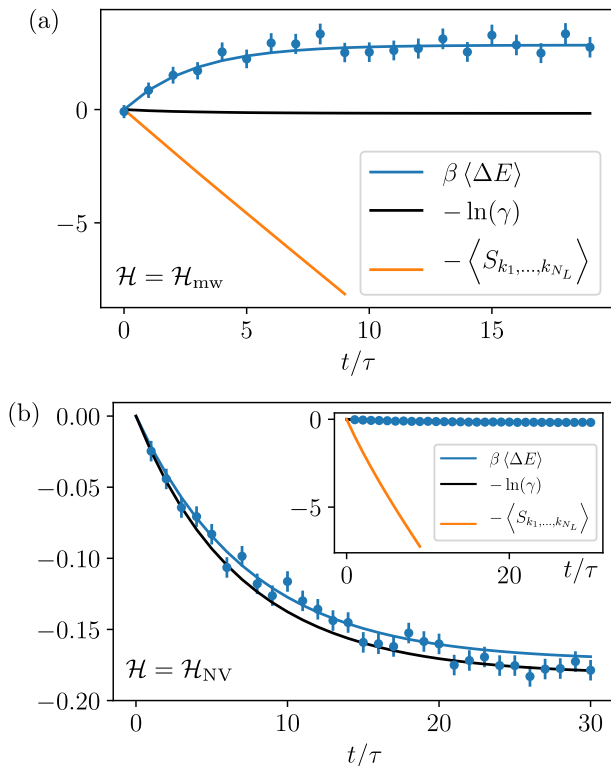 (a)
0
−5
β ⟨ΔE⟩
− ln(γ)
− ⟨S_{k_1,...,k_{N_L}}⟩
ℋ = ℋ_mw
0 5 10 15
t/τ
(b)
0.00
−0.05
−0.10
−0.15
−0.20
ℋ = ℋ_NV
0 10 20 30
t/τ
0
−5
β ⟨ΔE⟩
− ln(γ)
− ⟨S_{k_1,...,k_{N_L}}⟩
0 20 t/τ